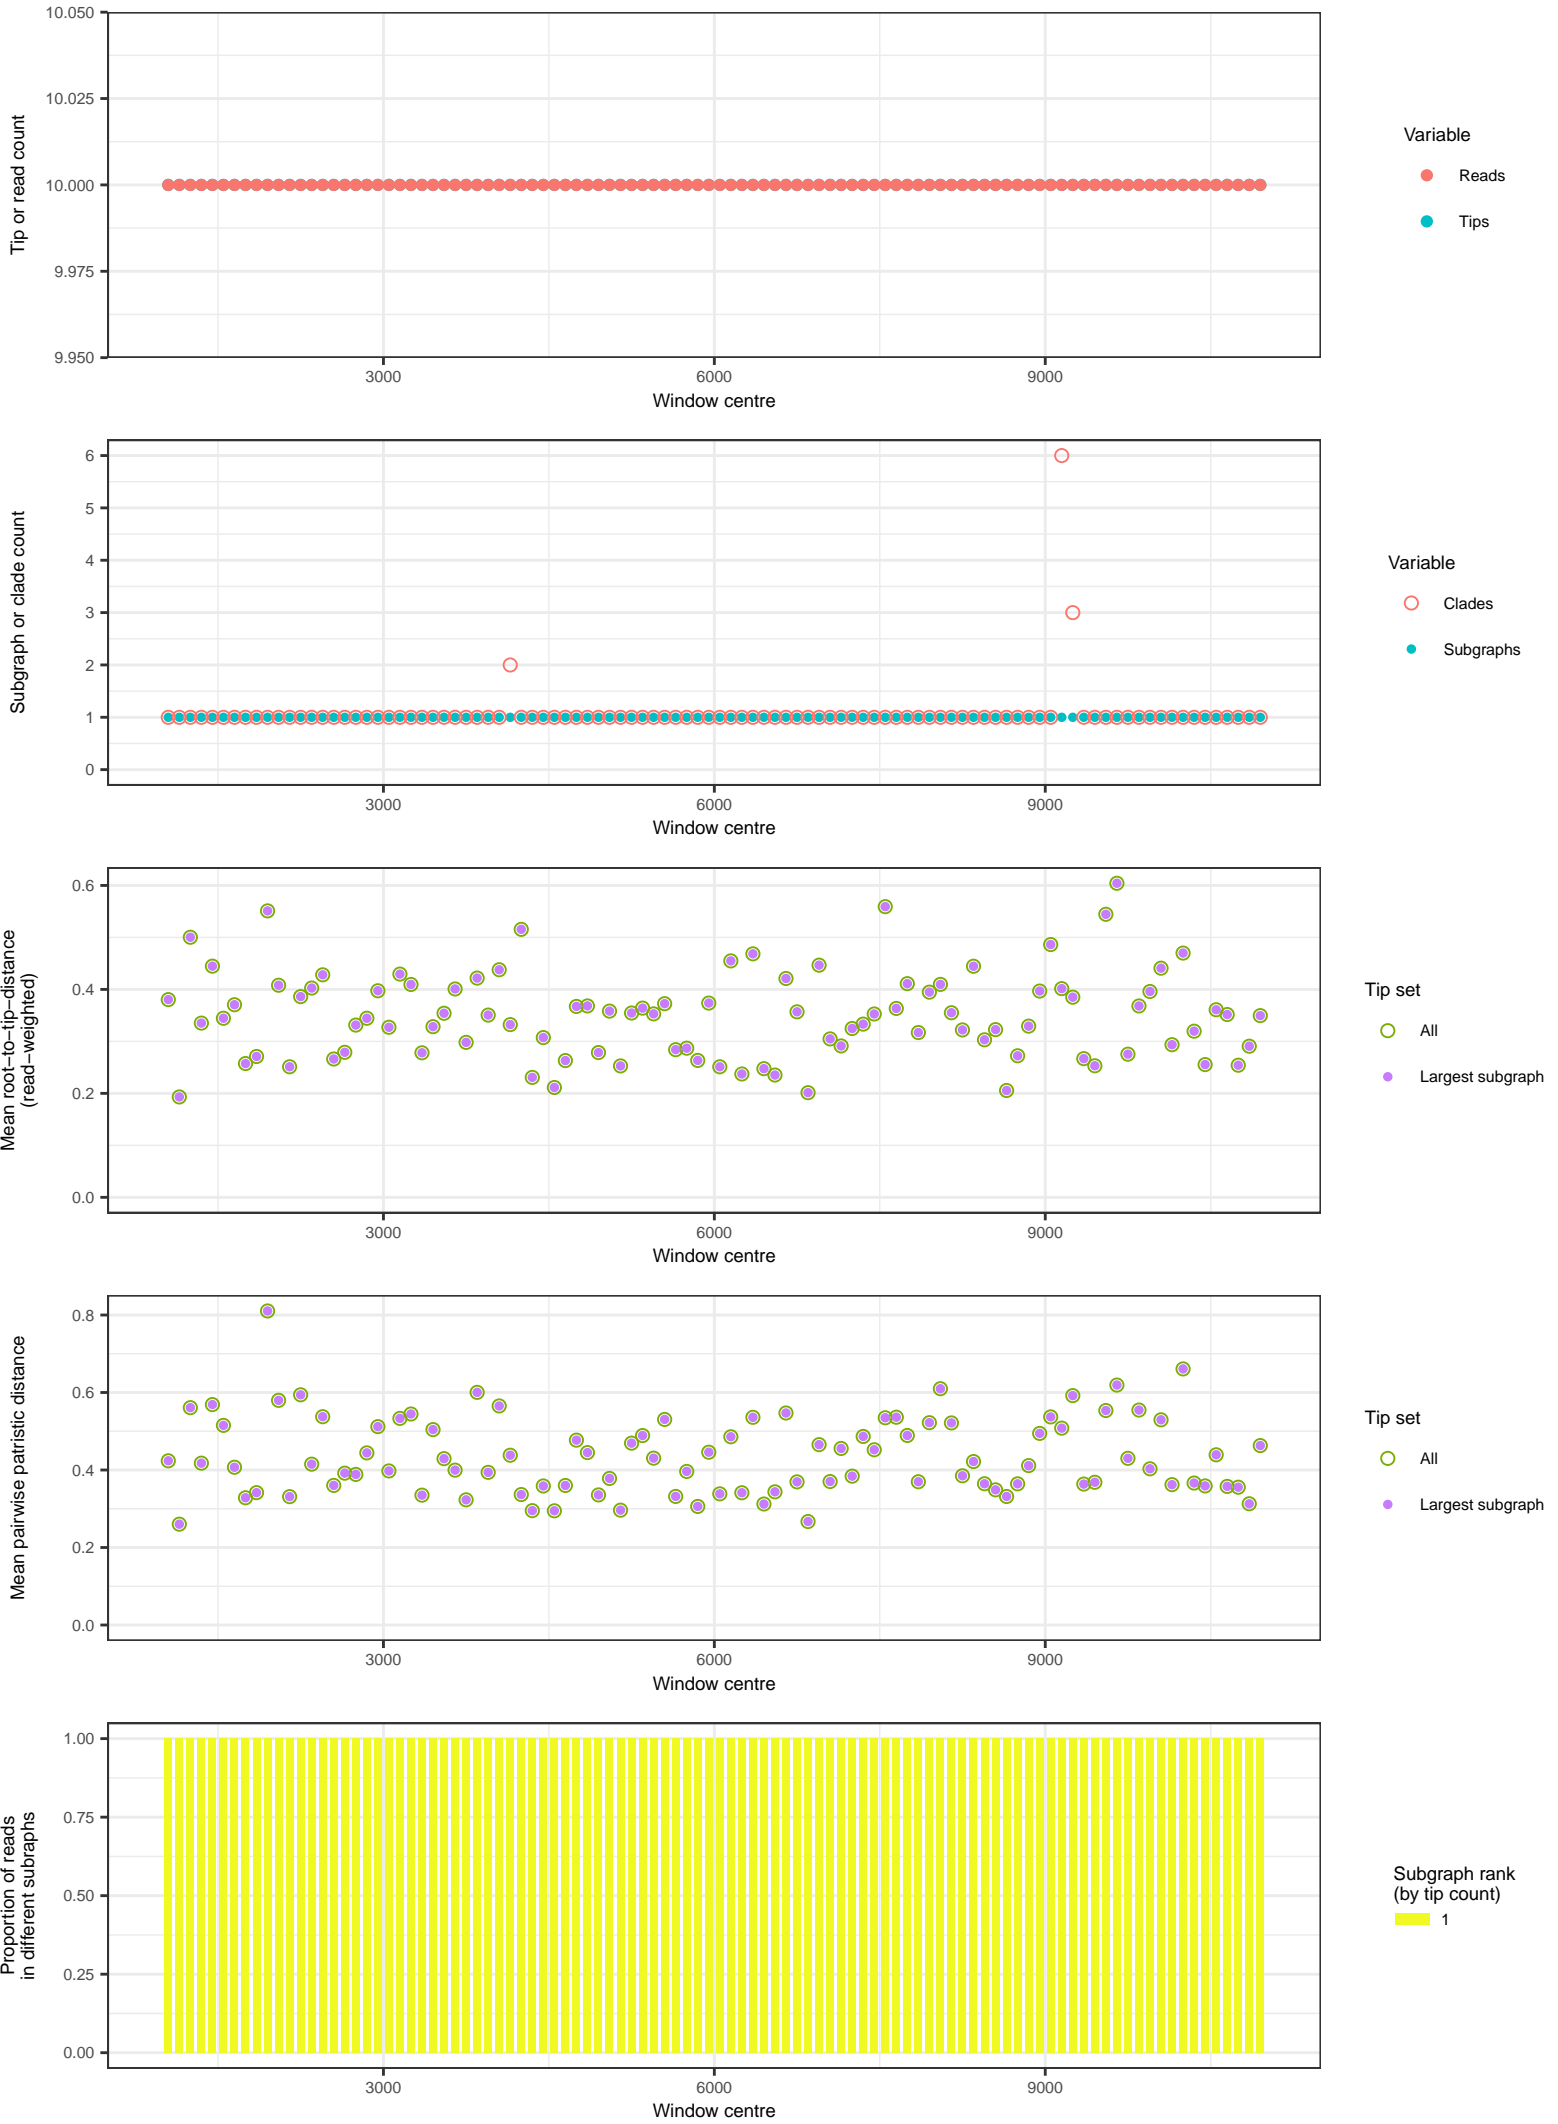 10.050
10.025
10.000
9.975
9.950
Tip or read count
3000
6000
9000
Window centre
Variable
Reads
Tips
6
5
4
3
2
1
0
Subgraph or clade count
3000
6000
9000
Window centre
Variable
Clades
Subgraphs
0.6
0.4
0.2
0.0
Mean root−to−tip−distance
(read−weighted)
3000
6000
9000
Window centre
Tip set
All
Largest subgraph
0.8
0.6
0.4
0.2
0.0
Mean pairwise patristic distance
3000
6000
9000
Window centre
Tip set
All
Largest subgraph
1.00
0.75
0.50
0.25
0.00
Proportion of reads
in different subraphs
3000
6000
9000
Window centre
Subgraph rank
(by tip count)
1